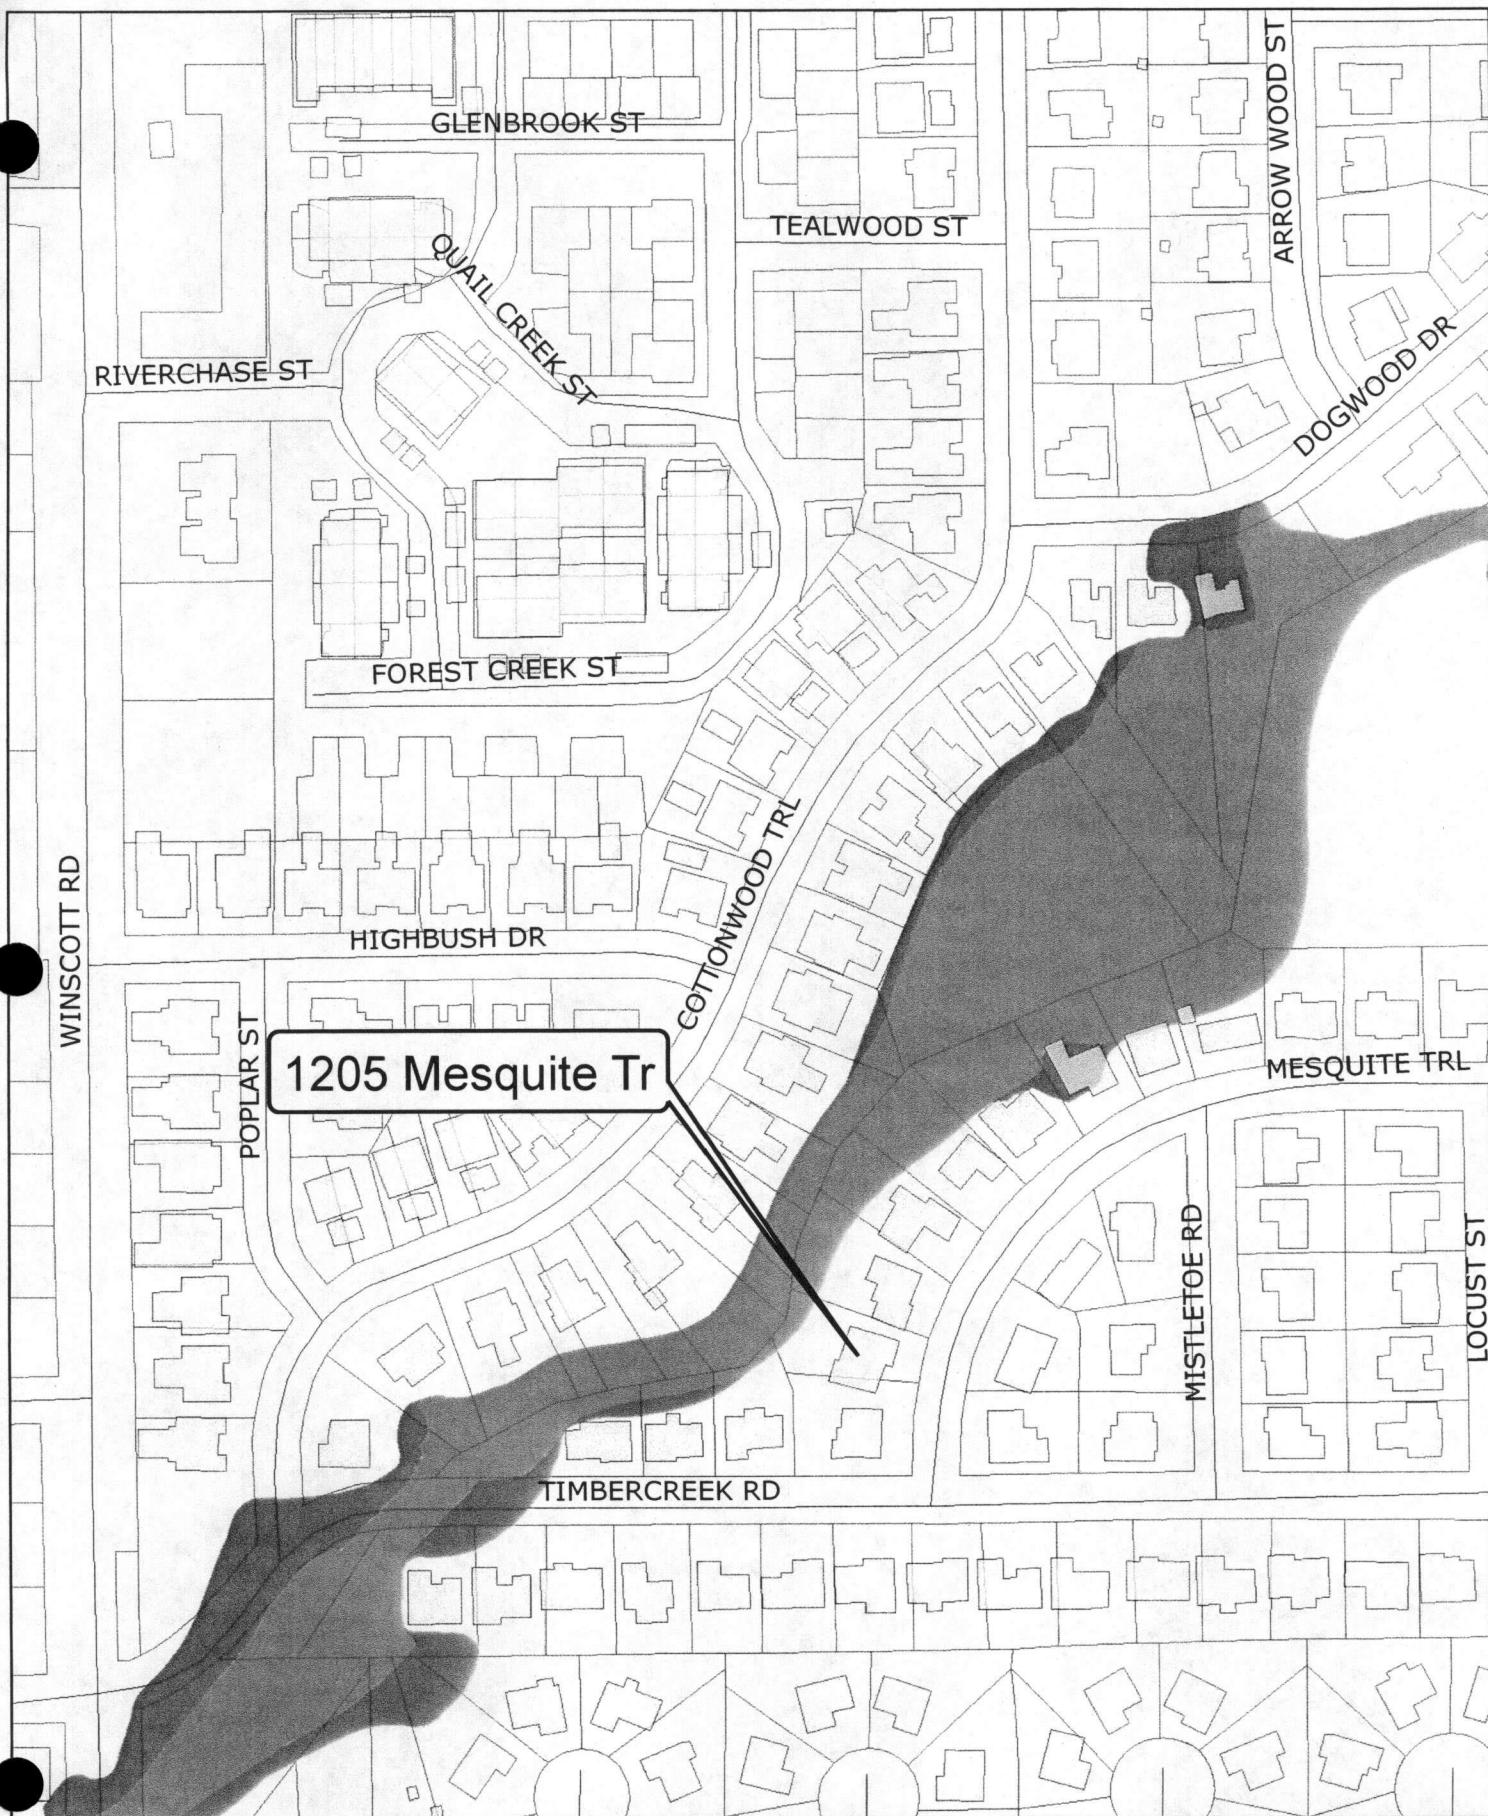 GLENBROOK ST
ARROW WOOD ST
TEALWOOD ST
QUAIL CREEK ST
RIVERCHASE ST
DOGWOOD DR
FOREST CREEK ST
COTTONWOOD TRL
WINSCOTT RD
HIGHBUSH DR
POPLAR ST
1205 Mesquite Tr
MESQUITE TRL
MISTLETOE RD
LOCUST ST
TIMBERCREEK RD